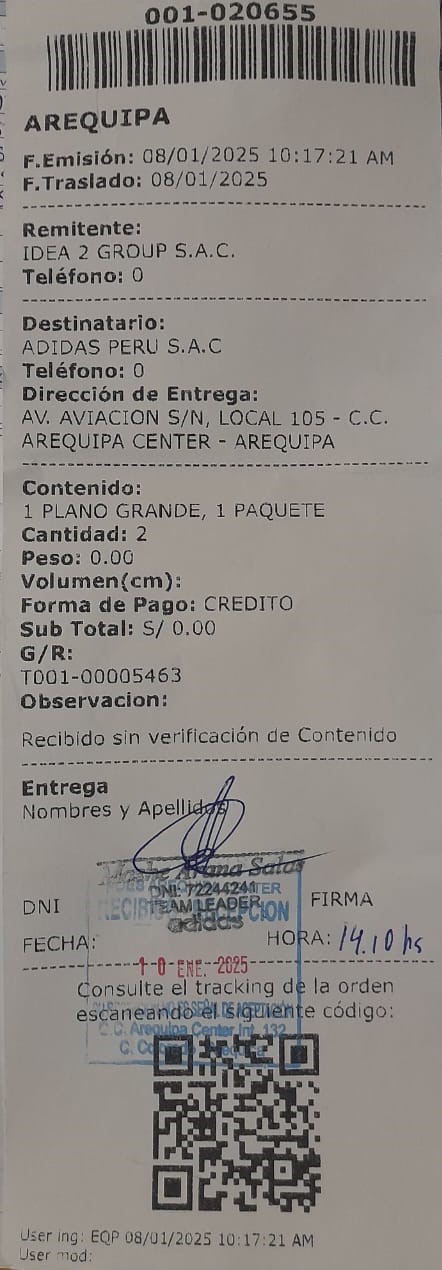 001-020655
AREQUIPA
F.Emisión: 08/01/2025 10:17:21 AM
F.Traslado: 08/01/2025
Remitente:
IDEA 2 GROUP S.A.C.
Teléfono: 0
Destinatario:
ADIDAS PERU S.A.C
Teléfono: 0
Dirección de Entrega:
AV. AVIACION S/N, LOCAL 105 - C.C.
AREQUIPA CENTER - AREQUIPA
Contenido:
1 PLANO GRANDE, 1 PAQUETE
Cantidad: 2
Peso: 0.00
Volumen(cm):
Forma de Pago: CREDITO
Sub Total: S/ 0.00
G/R:
T001-00005463
Observacion:
Recibido sin verificación de Contenido
Entrega
Nombres y Apellidos
Arana Salas
DNI: 72244241
TEAM LEADER
adidas
DNI
FIRMA
FECHA:
HORA: 14.10 hs
10 ENE. 2025
Consulte el tracking de la orden
escaneando el siguiente código:
C.C. Arequipa Center Int. 132
User ing: EQP 08/01/2025 10:17:21 AM
User mod: